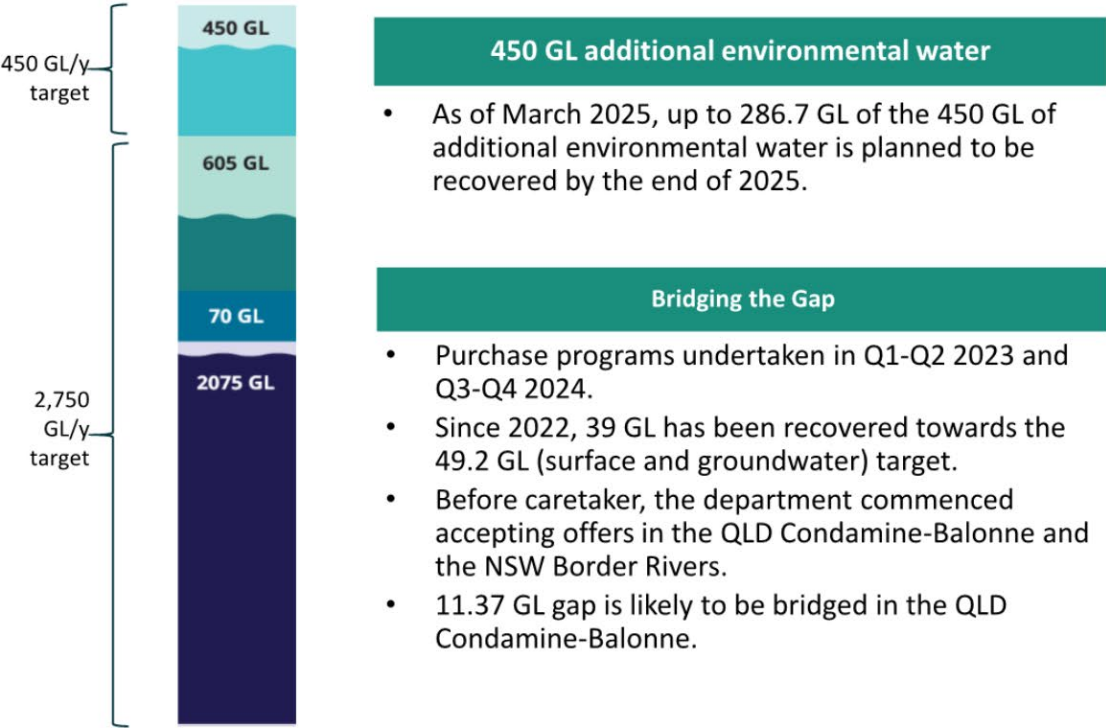 450 GL
450 GL/y
target
605 GL
70 GL
2075 GL
2,750
GL/y
target
450 GL additional environmental water
• As of March 2025, up to 286.7 GL of the 450 GL of
additional environmental water is planned to be
recovered by the end of 2025.
Bridging the Gap
• Purchase programs undertaken in Q1-Q2 2023 and
Q3-Q4 2024.
• Since 2022, 39 GL has been recovered towards the
49.2 GL (surface and groundwater) target.
• Before caretaker, the department commenced
accepting offers in the QLD Condamine-Balonne and
the NSW Border Rivers.
• 11.37 GL gap is likely to be bridged in the QLD
Condamine-Balonne.